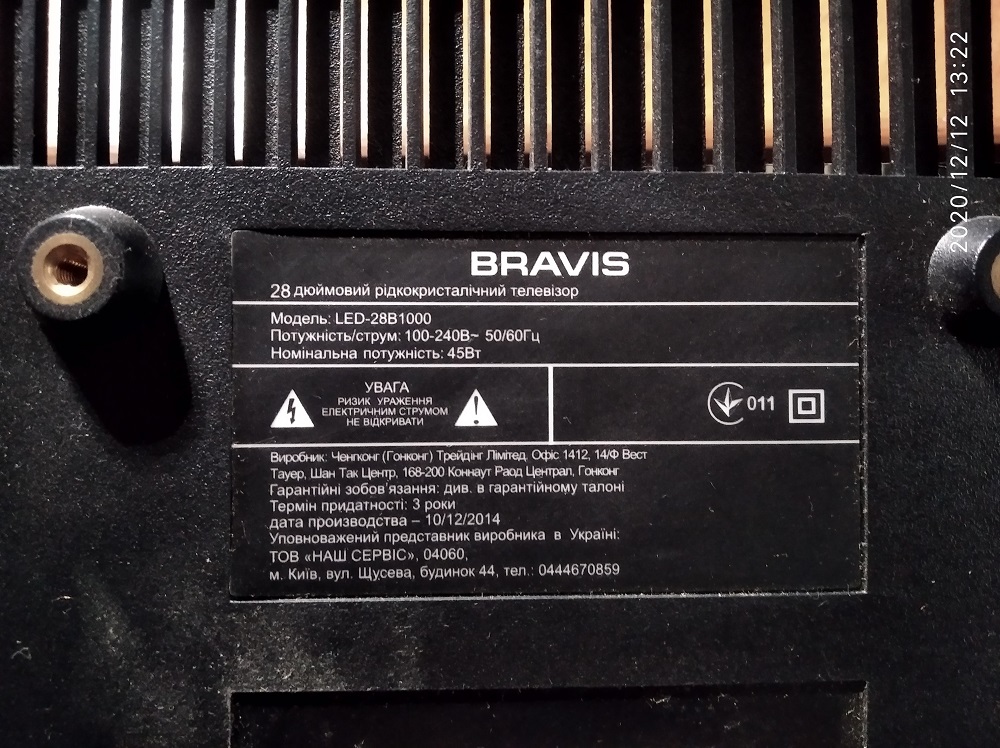 2020/12/12 13:22
BRAVIS
28 дюймовий рідкокристалічний телевізор
Модель: LED-28B1000
Потужність/струм: 100-240В~ 50/60Гц
Номінальна потужність: 45Вт
УВАГА
РИЗИК УРАЖЕННЯ
ЕЛЕКТРИЧНИМ СТРУМОМ
НЕ ВІДКРИВАТИ
011
Виробник: Ченгконг (Гонконг) Трейдінг Лімітед, Офіс 1412, 14/Ф Вест
Тауер, Шан Так Центр, 168-200 Коннаут Раод Централ, Гонконг
Гарантійні зобов'язання: див. в гарантійному талоні
Термін придатності: 3 роки
дата производства – 10/12/2014
Уповноважений представник виробника в Україні:
ТОВ «НАШ СЕРВІС», 04060,
м. Київ, вул. Щусева, будинок 44, тел.: 0444670859